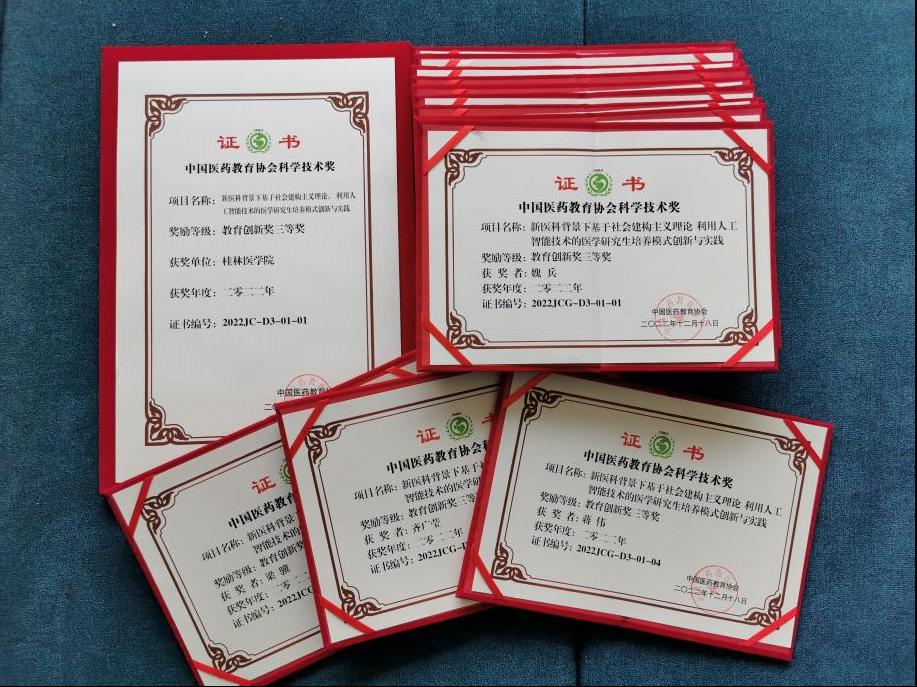 证 书
中国医药教育协会科学技术奖
项目名称：新医科背景下基于社会建构主义理论，利用人
工智能技术的医学研究生培养模式创新与实践
奖励等级：教育创新奖三等奖
获奖单位：桂林医学院
获奖年度：二〇二二年
证书编号：2022JC-D3-01-01
中国医药教育协
证 书
中国医药教育协会科学技术奖
项目名称：新医科背景下基于社会建构主义理论 利用人工
智能技术的医学研究生培养模式创新与实践
奖励等级：教育创新奖三等奖
获 奖 者：魏 兵
获奖年度：二〇二二年
证书编号：2022JCG-D3-01-01
中国医药教育协会
二〇二二年十二月十八日
证
中国医药教育
项目名称：新医科背景
智能技术的
奖励等级：教育创新奖
获 奖 者：梁 骥
获奖年度：二〇二
证书编号：2022JCG
证 书
中国医药教育协会科
项目名称：新医科背景下基于社
智能技术的医学研
奖励等级：教育创新奖三等
获 奖 者：齐广莹
获奖年度：二〇二二年
证书编号：2022JCG-D3-0
证 书
中国医药教育协会科学技术奖
项目名称：新医科背景下基于社会建构主义理论 利用人工
智能技术的医学研究生培养模式创新与实践
奖励等级：教育创新奖三等奖
获 奖 者：蒋 伟
获奖年度：二〇二二年
证书编号：2022JCG-D3-01-04
中国医药教育协会
二〇二二年十二月十八日